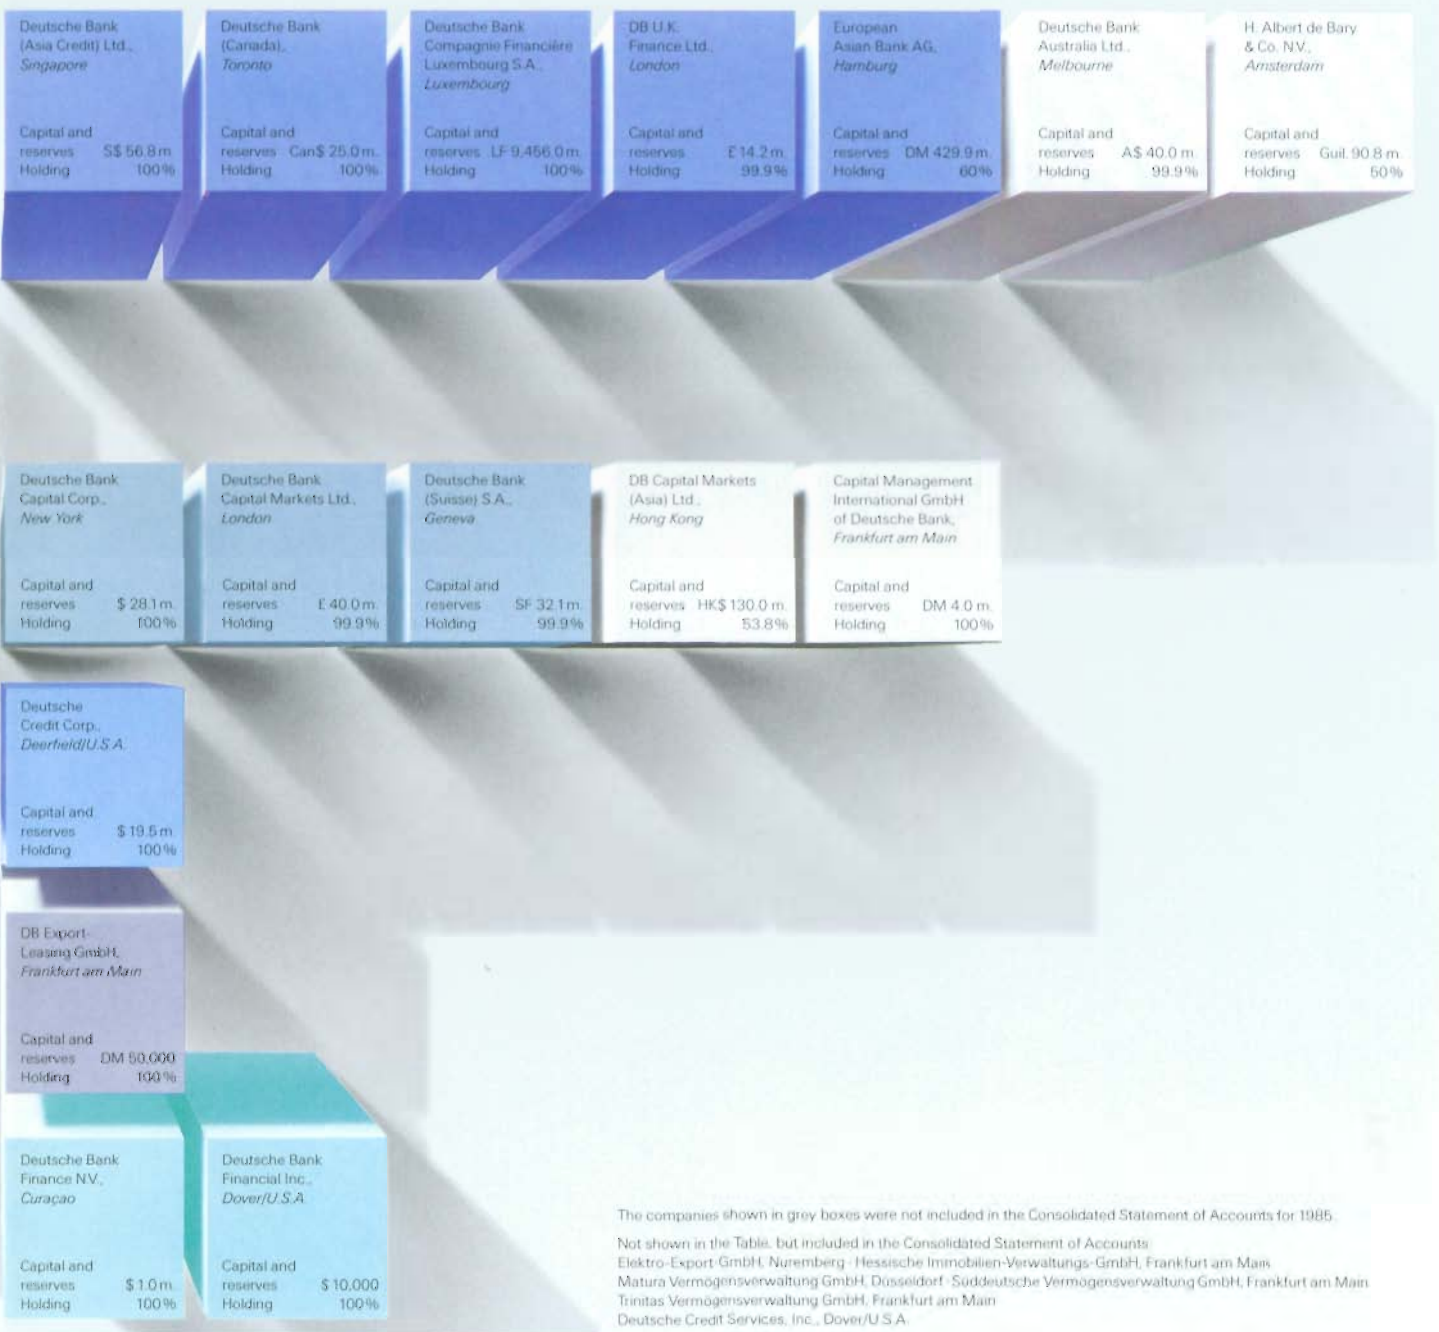 Deutsche Bank
(Asia Credit) Ltd.,
Singapore
Capital and
reserves S$ 56.8 m.
Holding 100%
Deutsche Bank
(Canada),
Toronto
Capital and
reserves Can$ 25.0 m.
Holding 100%
Deutsche Bank
Compagnie Financière
Luxembourg S.A.,
Luxembourg
Capital and
reserves LF 9,456.0 m.
Holding 100%
DB U.K.
Finance Ltd.,
London
Capital and
reserves £ 14.2 m.
Holding 99.9%
European
Asian Bank AG,
Hamburg
Capital and
reserves DM 429.9 m.
Holding 60%
Deutsche Bank
Australia Ltd.,
Melbourne
Capital and
reserves A$ 40.0 m.
Holding 99.9%
H. Albert de Bary
& Co. N.V.,
Amsterdam
Capital and
reserves Guil. 90.8 m.
Holding 50%
Deutsche Bank
Capital Corp.,
New York
Capital and
reserves $ 28.1 m.
Holding 100%
Deutsche Bank
Capital Markets Ltd.,
London
Capital and
reserves £ 40.0 m.
Holding 99.9%
Deutsche Bank
(Suisse) S.A.,
Geneva
Capital and
reserves SF 32.1 m.
Holding 99.9%
DB Capital Markets
(Asia) Ltd.,
Hong Kong
Capital and
reserves HK$ 130.0 m.
Holding 53.8%
Capital Management
International GmbH
of Deutsche Bank,
Frankfurt am Main
Capital and
reserves DM 4.0 m.
Holding 100%
Deutsche
Credit Corp.,
Deerfield/U.S.A.
Capital and
reserves $ 19.5 m.
Holding 100%
DB Export-
Leasing GmbH,
Frankfurt am Main
Capital and
reserves DM 50,000
Holding 100%
Deutsche Bank
Finance N.V.,
Curaçao
Capital and
reserves $ 1.0 m.
Holding 100%
Deutsche Bank
Financial Inc.,
Dover/U.S.A.
Capital and
reserves $ 10,000
Holding 100%
The companies shown in grey boxes were not included in the Consolidated Statement of Accounts for 1985.
Not shown in the Table, but included in the Consolidated Statement of Accounts
Elektro-Export-GmbH, Nuremberg · Hessische Immobilien-Verwaltungs-GmbH, Frankfurt am Main
Matura Vermögensverwaltung GmbH, Düsseldorf · Süddeutsche Vermögensverwaltung GmbH, Frankfurt am Main
Trinitas Vermögensverwaltung GmbH, Frankfurt am Main
Deutsche Credit Services, Inc., Dover/U.S.A.